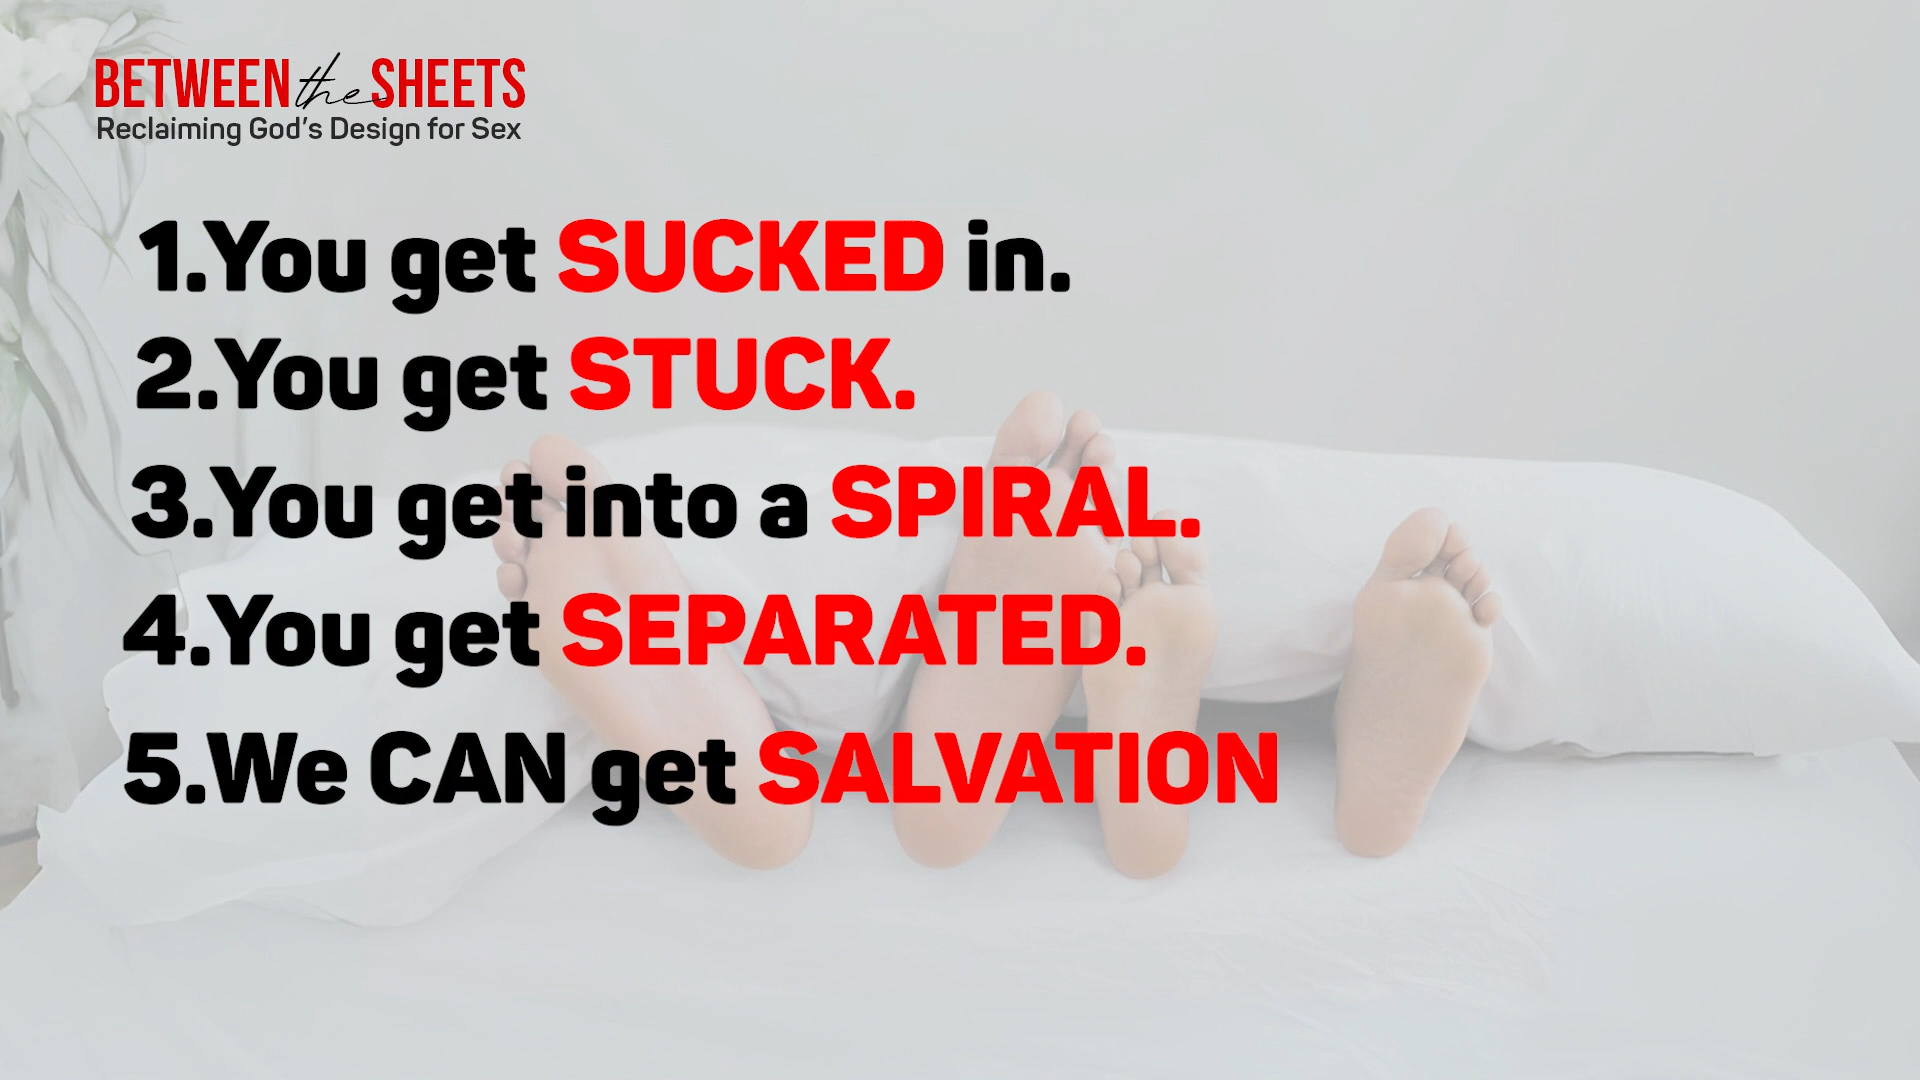 BETWEEN the SHEETS
Reclaiming God's Design for Sex
1.You get SUCKED in.
2.You get STUCK.
3.You get into a SPIRAL.
4.You get SEPARATED.
5.We CAN get SALVATION